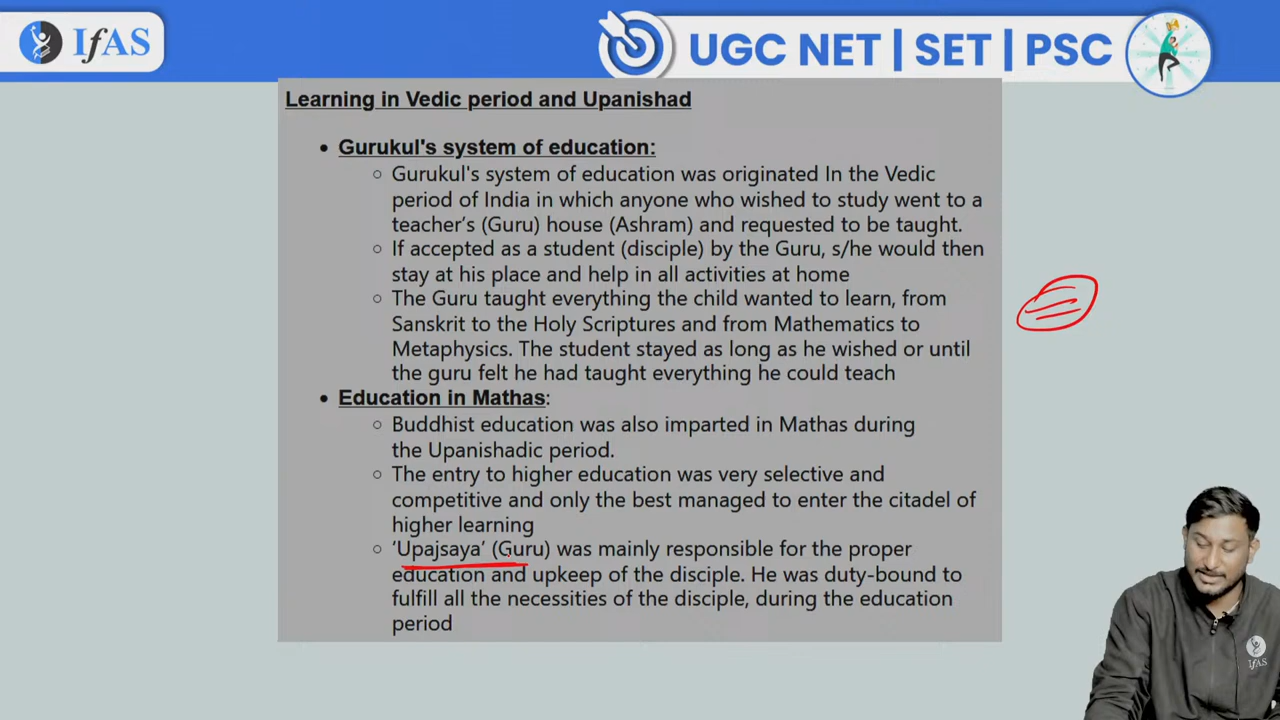 IfAS
UGC NET | SET | PSC
Learning in Vedic period and Upanishad
• Gurukul's system of education:
○ Gurukul's system of education was originated In the Vedic
period of India in which anyone who wished to study went to a
teacher’s (Guru) house (Ashram) and requested to be taught.
○ If accepted as a student (disciple) by the Guru, s/he would then
stay at his place and help in all activities at home
○ The Guru taught everything the child wanted to learn, from
Sanskrit to the Holy Scriptures and from Mathematics to
Metaphysics. The student stayed as long as he wished or until
the guru felt he had taught everything he could teach
• Education in Mathas:
○ Buddhist education was also imparted in Mathas during
the Upanishadic period.
○ The entry to higher education was very selective and
competitive and only the best managed to enter the citadel of
higher learning
○ ‘Upajsaya’ (Guru) was mainly responsible for the proper
education and upkeep of the disciple. He was duty-bound to
fulfill all the necessities of the disciple, during the education
period
IfAS